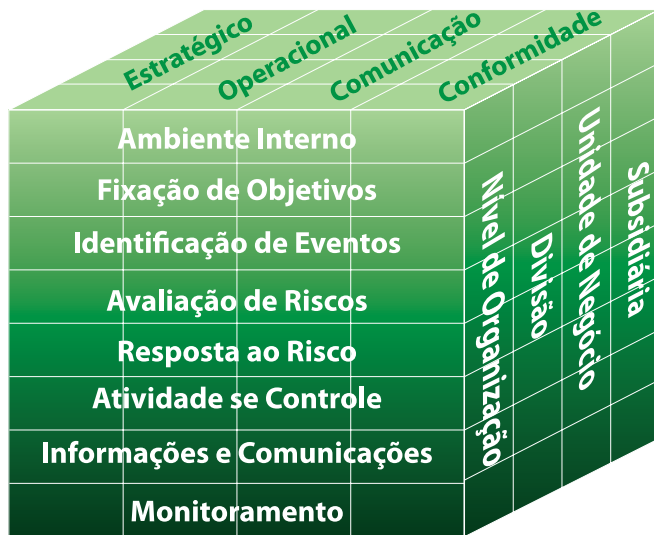 Estratégico
Operacional
Comunicação
Conformidade
Ambiente Interno
Fixação de Objetivos
Identificação de Eventos
Avaliação de Riscos
Resposta ao Risco
Atividade se Controle
Informações e Comunicações
Monitoramento
Nível de Organização
Divisão
Unidade de Negócio
Subsidiária